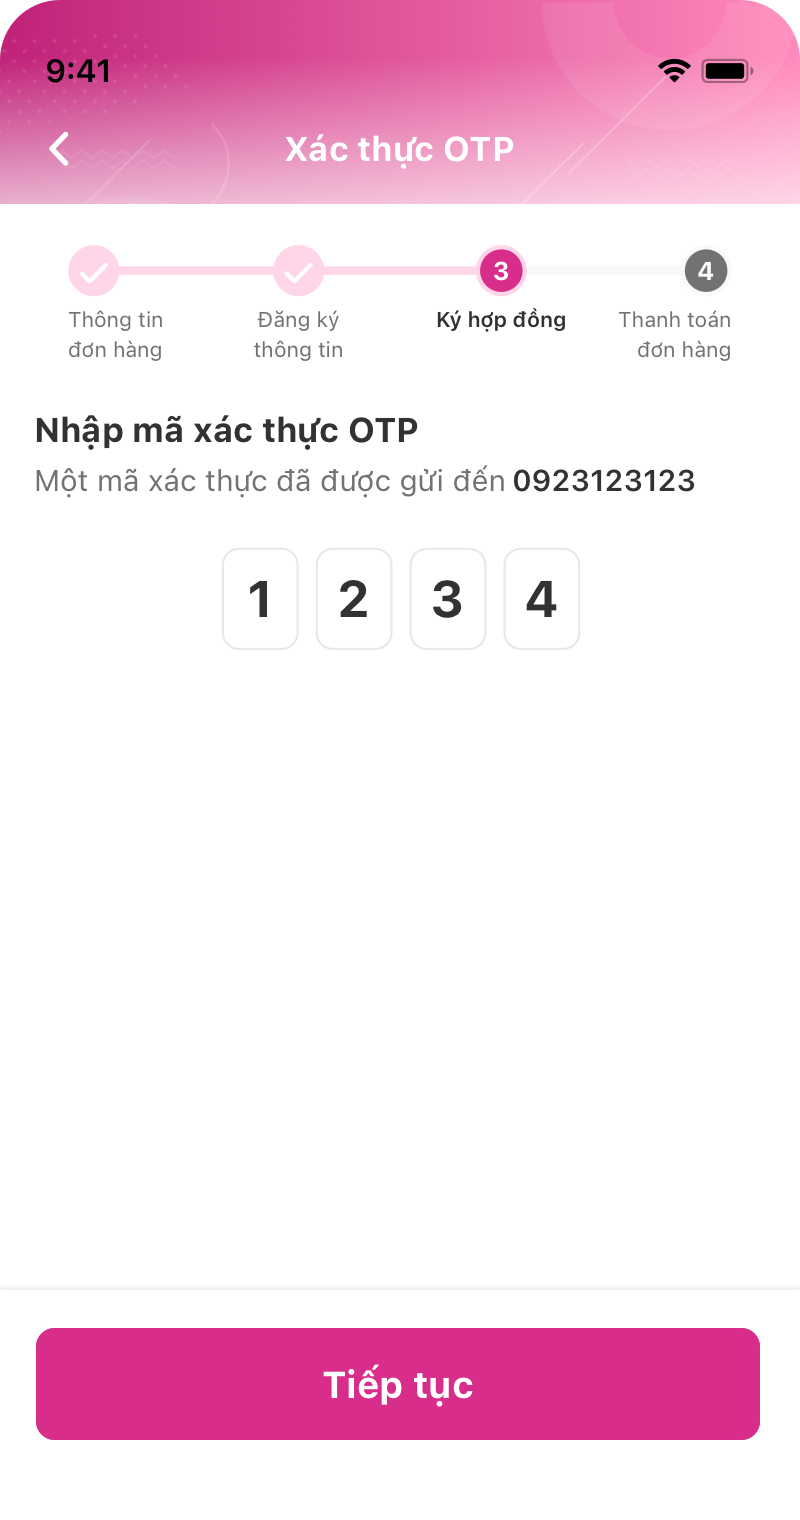 9:41
Xác thực OTP
3
4
Thông tin
đơn hàng
Đăng ký
thông tin
Ký hợp đồng
Thanh toán
đơn hàng
Nhập mã xác thực OTP
Một mã xác thực đã được gửi đến 0923123123
1 2 3 4
Tiếp tục